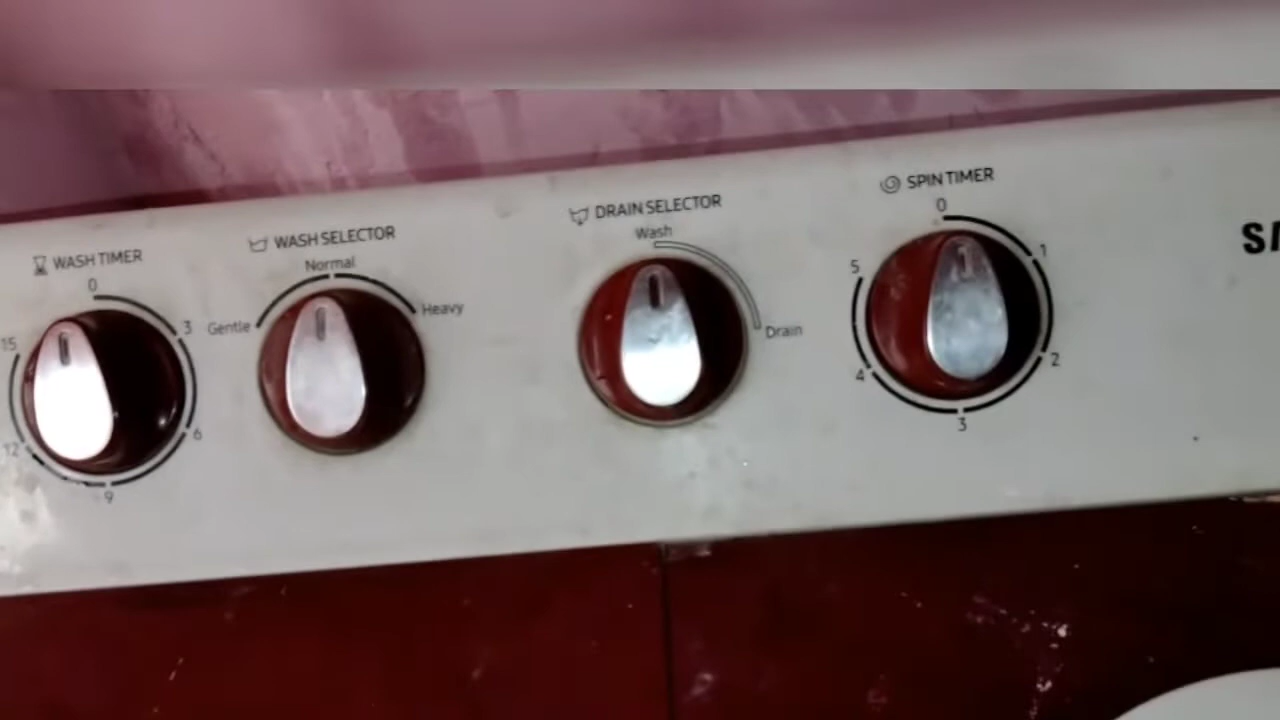 WASH TIMER
0
3
6
9
12
15
WASH SELECTOR
Gentle
Normal
Heavy
DRAIN SELECTOR
Wash
Drain
SPIN TIMER
0
1
2
3
4
5
SA